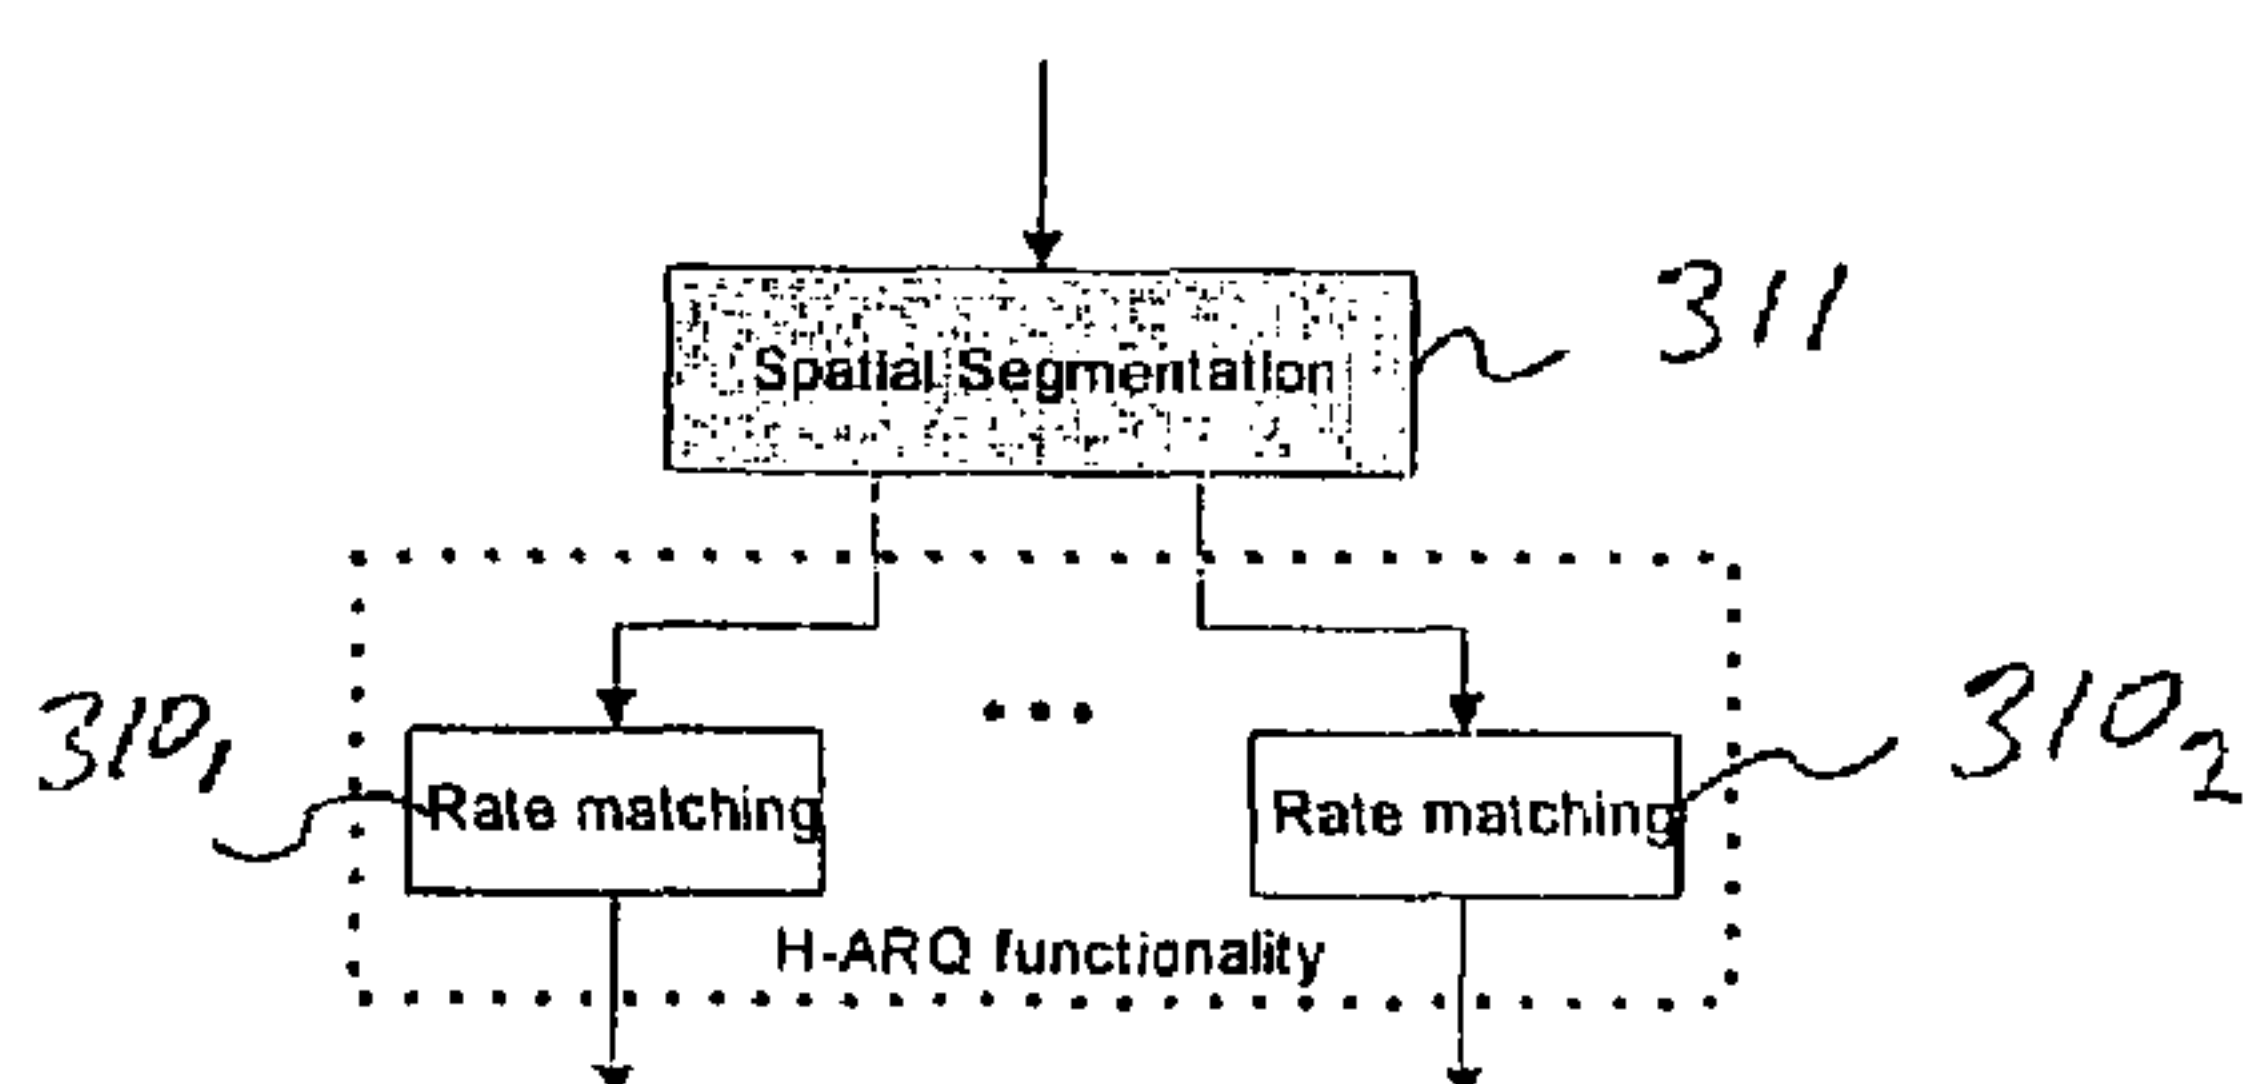 Spatial Segmentation
311
310₁
Rate matching
• • •
Rate matching
310₂
H-ARQ functionality